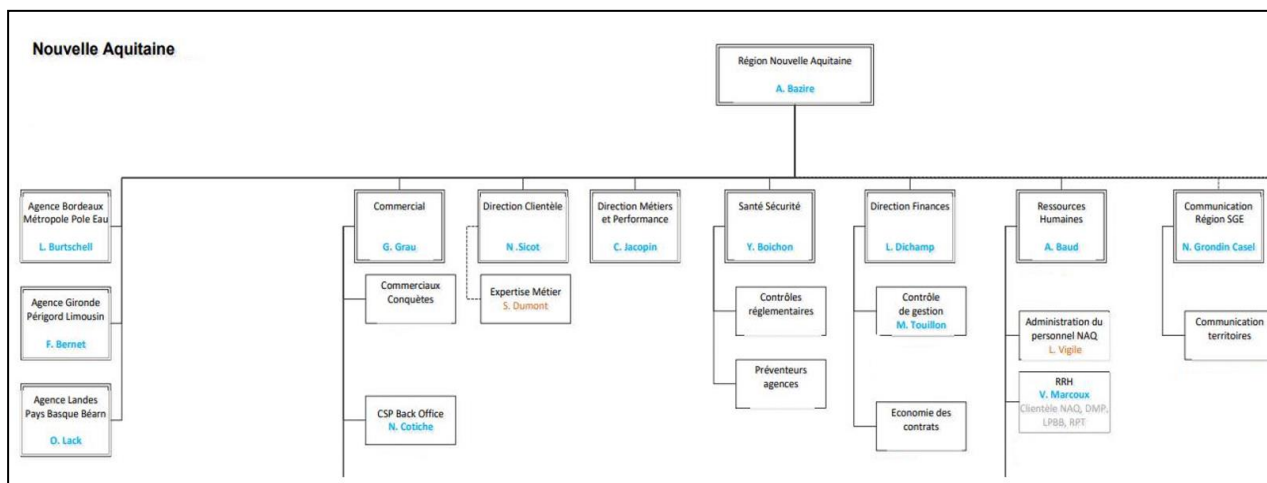 Nouvelle Aquitaine
Région Nouvelle Aquitaine
A. Bazire
Agence Bordeaux
Métropole Pole Eau
L. Burtschell
Agence Gironde
Périgord Limousin
F. Bernet
Agence Landes
Pays Basque Béarn
O. Lack
Commercial
G. Grau
Commerciaux
Conquètes
CSP Back Office
N. Cotiche
Direction Clientèle
N .Sicot
Expertise Métier
S. Dumont
Direction Métiers
et Performance
C. Jacopin
Santé Sécurité
Y. Boichon
Contrôles
réglementaires
Préventeurs
agences
Direction Finances
L. Dichamp
Contrôle
de gestion
M. Touillon
Economie des
contrats
Ressources
Humaines
A. Baud
Administration du
personnel NAQ
L. Vigile
RRH
V. Marcoux
Clientèle NAQ, DMP,
LPBB, RPT
Communication
Région SGE
N. Grondin Casel
Communication
territoires